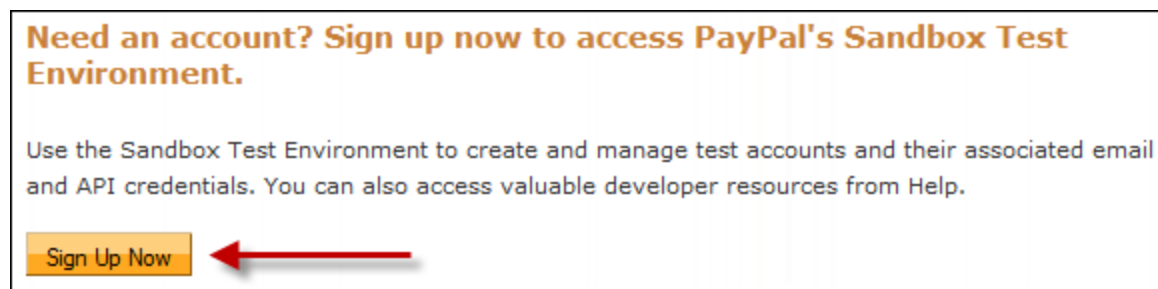 Need an account? Sign up now to access PayPal's Sandbox Test
Environment.
Use the Sandbox Test Environment to create and manage test accounts and their associated email
and API credentials. You can also access valuable developer resources from Help.
Sign Up Now